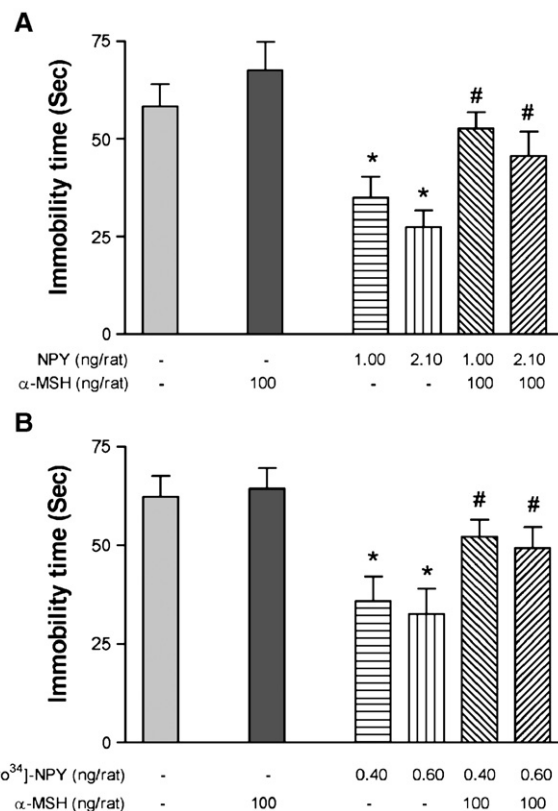 A
75
50
25
0
Immobility time (Sec)
* * # #
NPY (ng/rat) - - 1.00 2.10 1.00 2.10
α-MSH (ng/rat) - 100 - - 100 100
B
75
50
25
0
Immobility time (Sec)
* * # #
o³⁴]-NPY (ng/rat) - - 0.40 0.60 0.40 0.60
α-MSH (ng/rat) - 100 - - 100 100